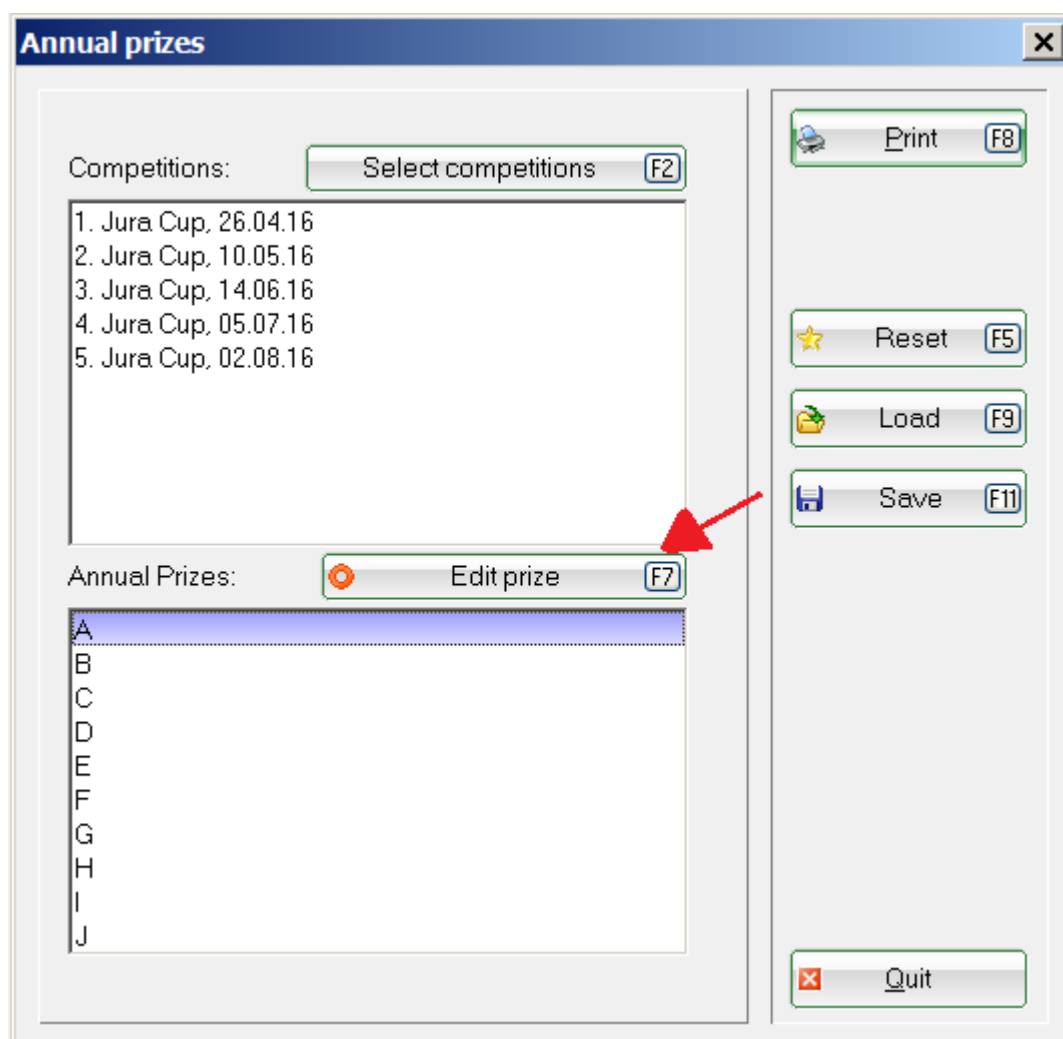 Annual prizes
Competitions:
Select competitions F2
1. Jura Cup, 26.04.16
2. Jura Cup, 10.05.16
3. Jura Cup, 14.06.16
4. Jura Cup, 05.07.16
5. Jura Cup, 02.08.16
Annual Prizes:
Edit prize F7
A
B
C
D
E
F
G
H
I
J
Print F8
Reset F5
Load F9
Save F11
Quit